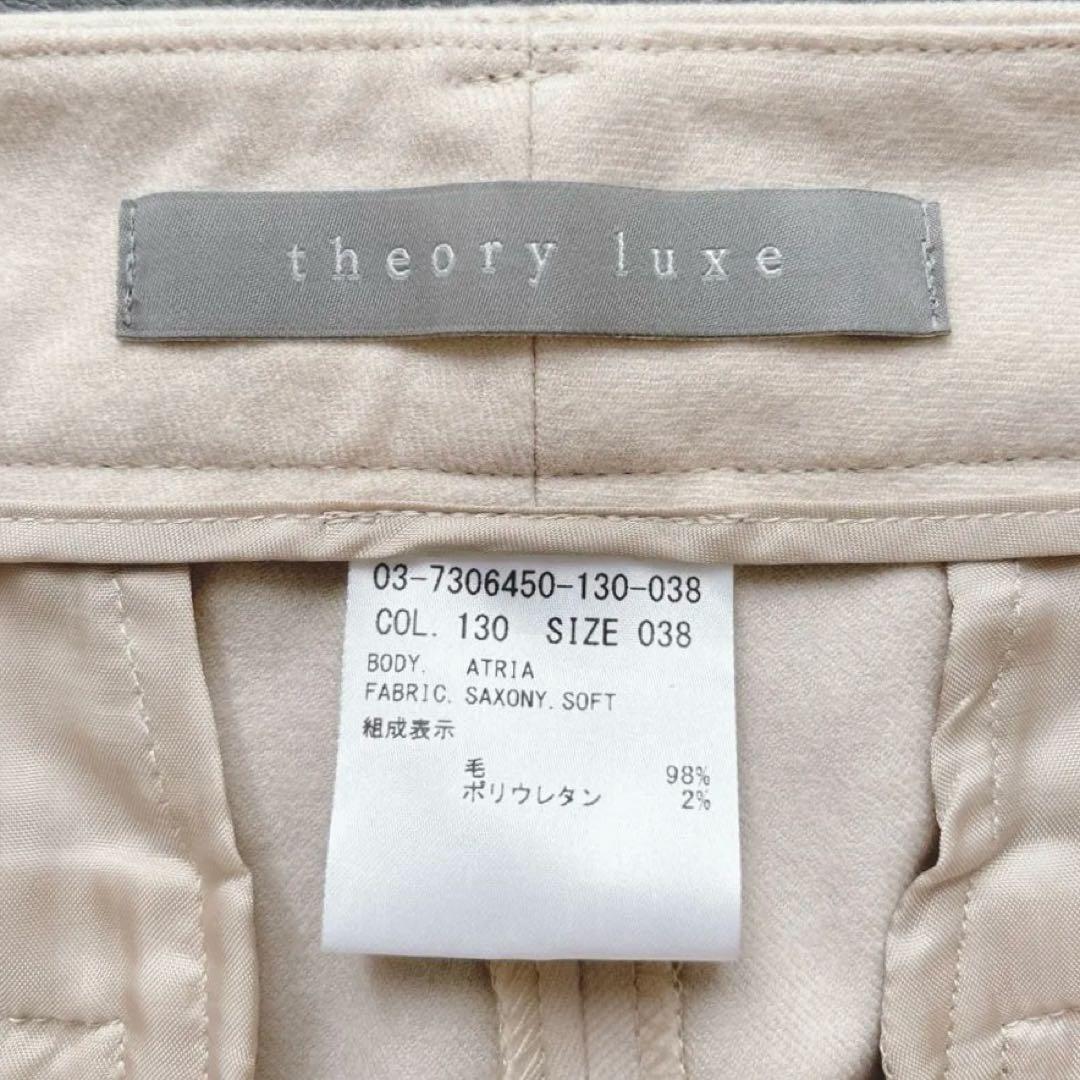 theory luxe
03-7306450-130-038
COL. 130 SIZE 038
BODY. ATRIA
FABRIC. SAXONY. SOFT
組成表示
毛 98%
ポリウレタン 2%